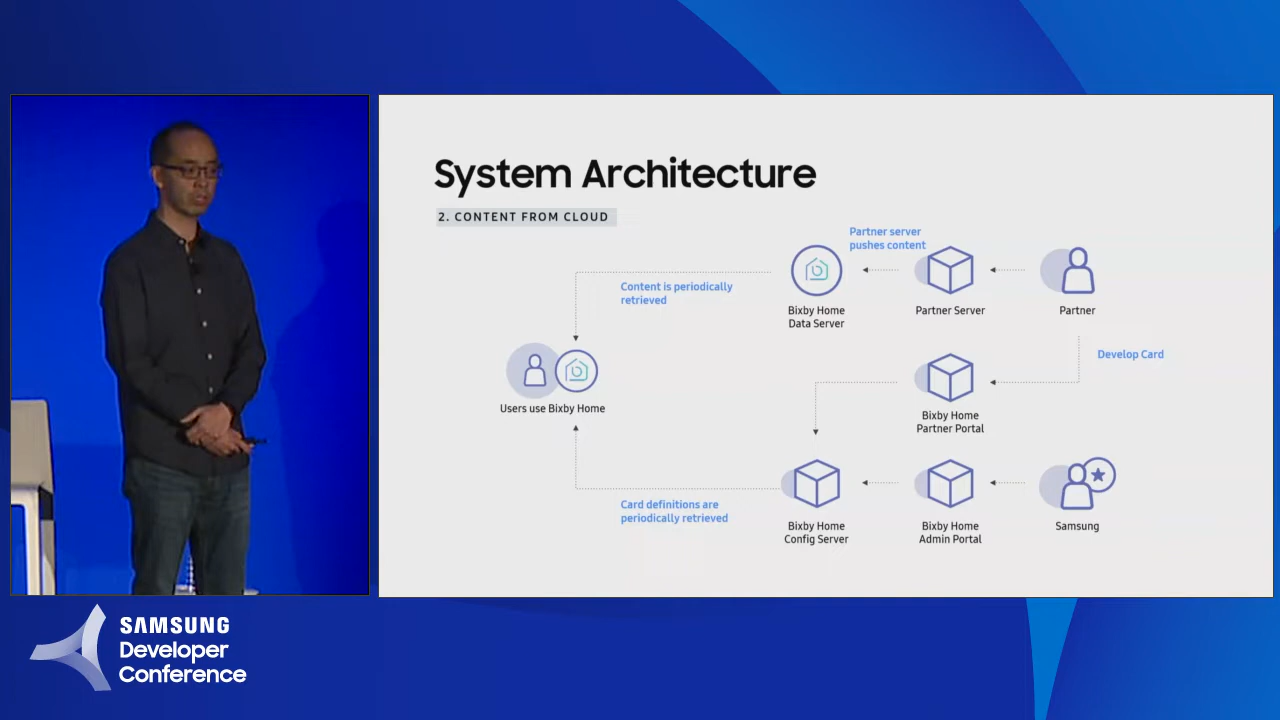 System Architecture
2. CONTENT FROM CLOUD
Partner server
pushes content
Content is periodically
retrieved
Bixby Home
Data Server
Partner Server
Partner
Develop Card
Users use Bixby Home
Bixby Home
Partner Portal
Card definitions are
periodically retrieved
Bixby Home
Config Server
Bixby Home
Admin Portal
Samsung
SAMSUNG
Developer
Conference